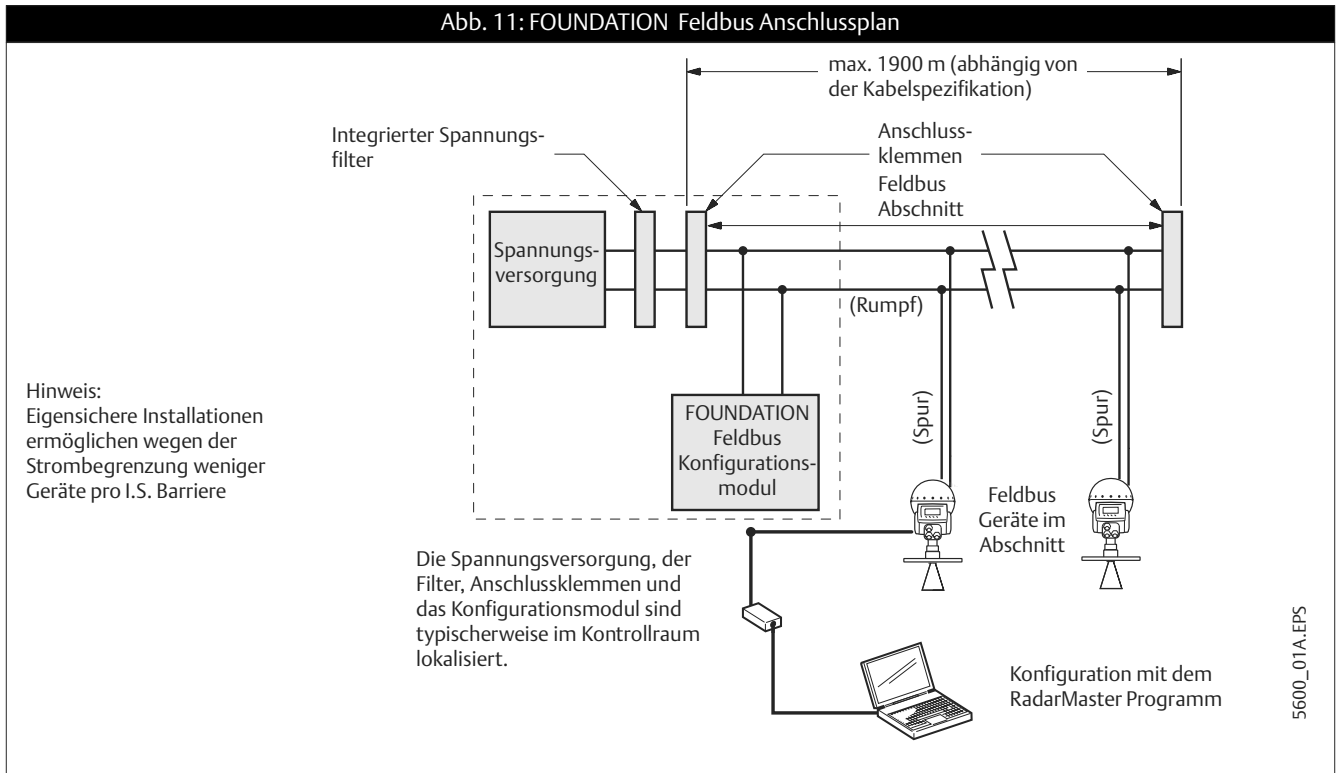 Abb. 11: FOUNDATION Feldbus Anschlussplan
max. 1900 m (abhängig von
der Kabelspezifikation)
Integrierter Spannungs-
filter
Anschluss-
klemmen
Feldbus
Abschnitt
Spannungs-
versorgung
(Rumpf)
Hinweis:
Eigensichere Installationen
ermöglichen wegen der
Strombegrenzung weniger
Geräte pro I.S. Barriere
FOUNDATION
Feldbus
Konfigurations-
modul
(Spur)
(Spur)
Feldbus
Geräte im
Abschnitt
Die Spannungsversorgung, der
Filter, Anschlussklemmen und
das Konfigurationsmodul sind
typischerweise im Kontrollraum
lokalisiert.
Konfiguration mit dem
RadarMaster Programm
5600_01A.EPS